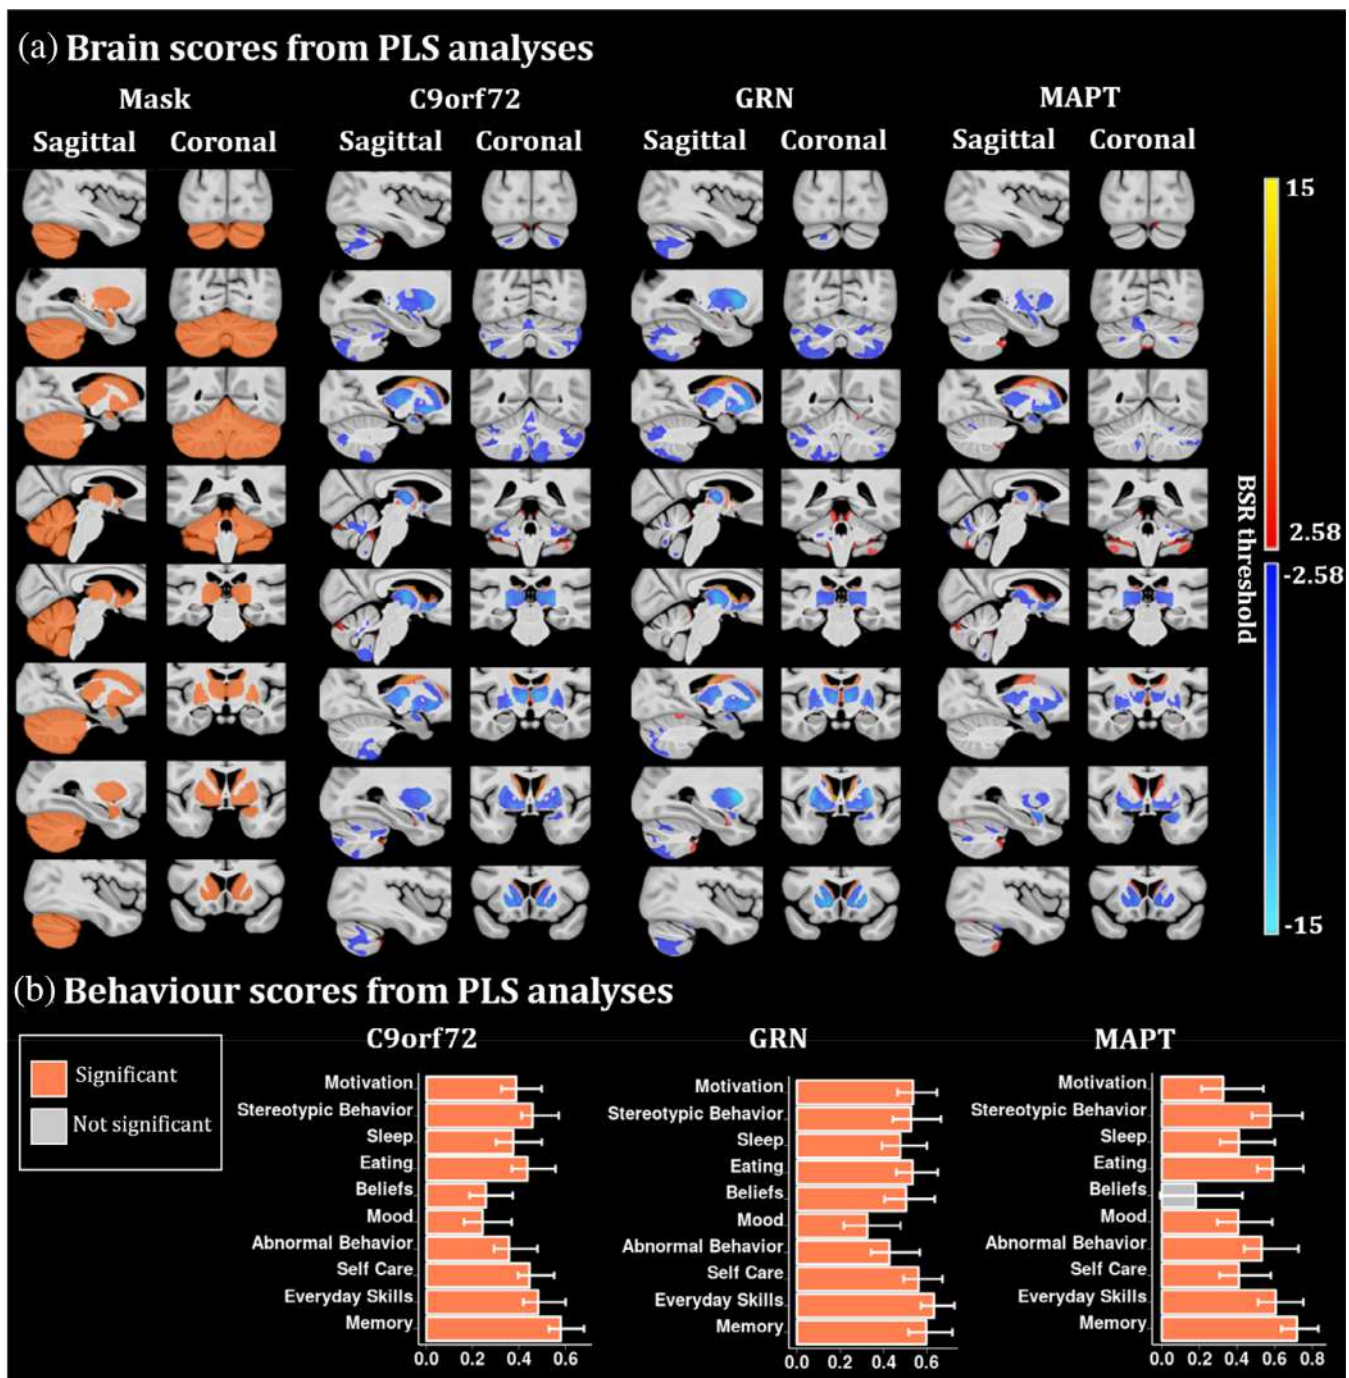 (a) Brain scores from PLS analyses
Mask C9orf72 GRN MAPT
Sagittal Coronal Sagittal Coronal Sagittal Coronal Sagittal Coronal
15
BSR threshold
2.58
-2.58
-15
(b) Behaviour scores from PLS analyses
Significant
Not significant
C9orf72
Motivation
Stereotypic Behavior
Sleep
Eating
Beliefs
Mood
Abnormal Behavior
Self Care
Everyday Skills
Memory
0.0 0.2 0.4 0.6
GRN
Motivation
Stereotypic Behavior
Sleep
Eating
Beliefs
Mood
Abnormal Behavior
Self Care
Everyday Skills
Memory
0.0 0.2 0.4 0.6
MAPT
Motivation
Stereotypic Behavior
Sleep
Eating
Beliefs
Mood
Abnormal Behavior
Self Care
Everyday Skills
Memory
0.0 0.2 0.4 0.6 0.8